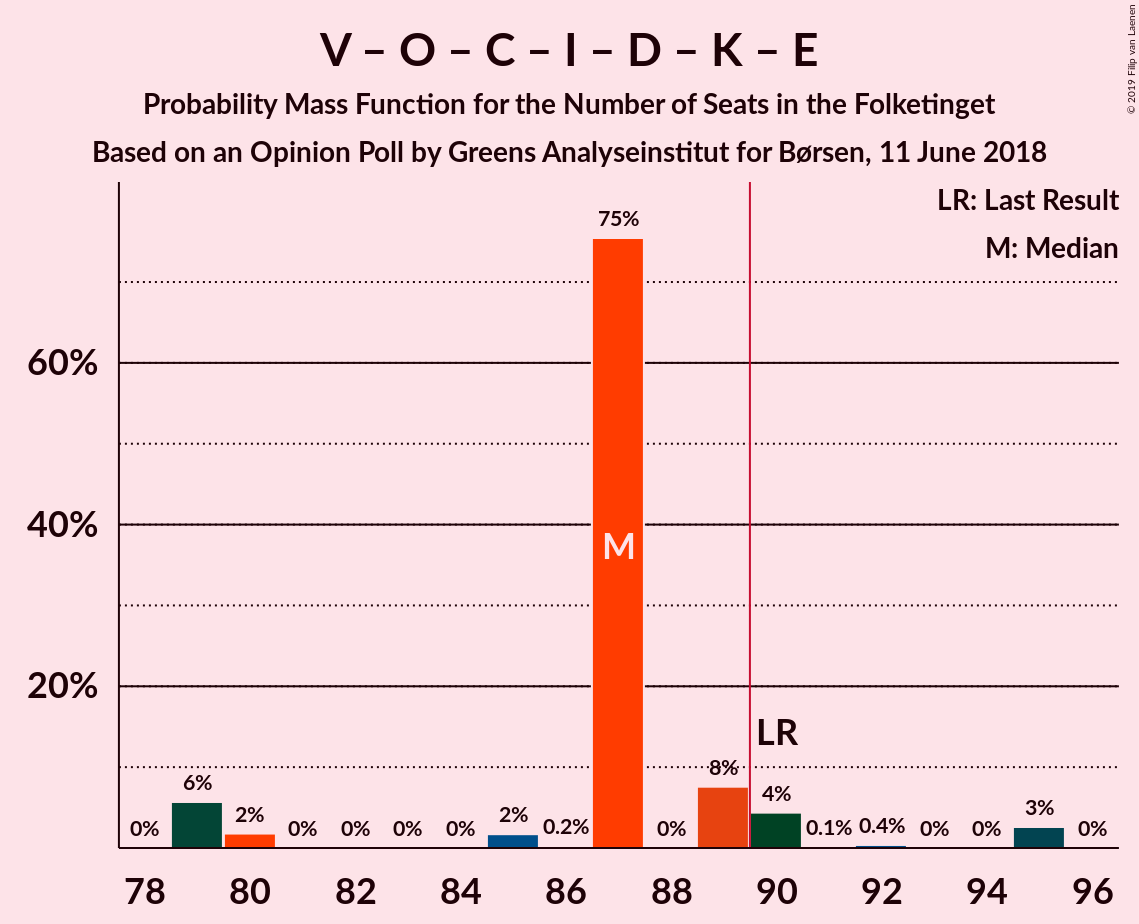 V – O – C – I – D – K – E
Probability Mass Function for the Number of Seats in the Folketinget
Based on an Opinion Poll by Greens Analyseinstitut for Børsen, 11 June 2018
© 2019 Filip van Laenen
LR: Last Result
M: Median
60%
40%
20%
0%
6%
2%
0%
0%
0%
0%
2%
0.2%
75%
M
0%
8%
LR
4%
0.1%
0.4%
0%
0%
3%
0%
78 80 82 84 86 88 90 92 94 96